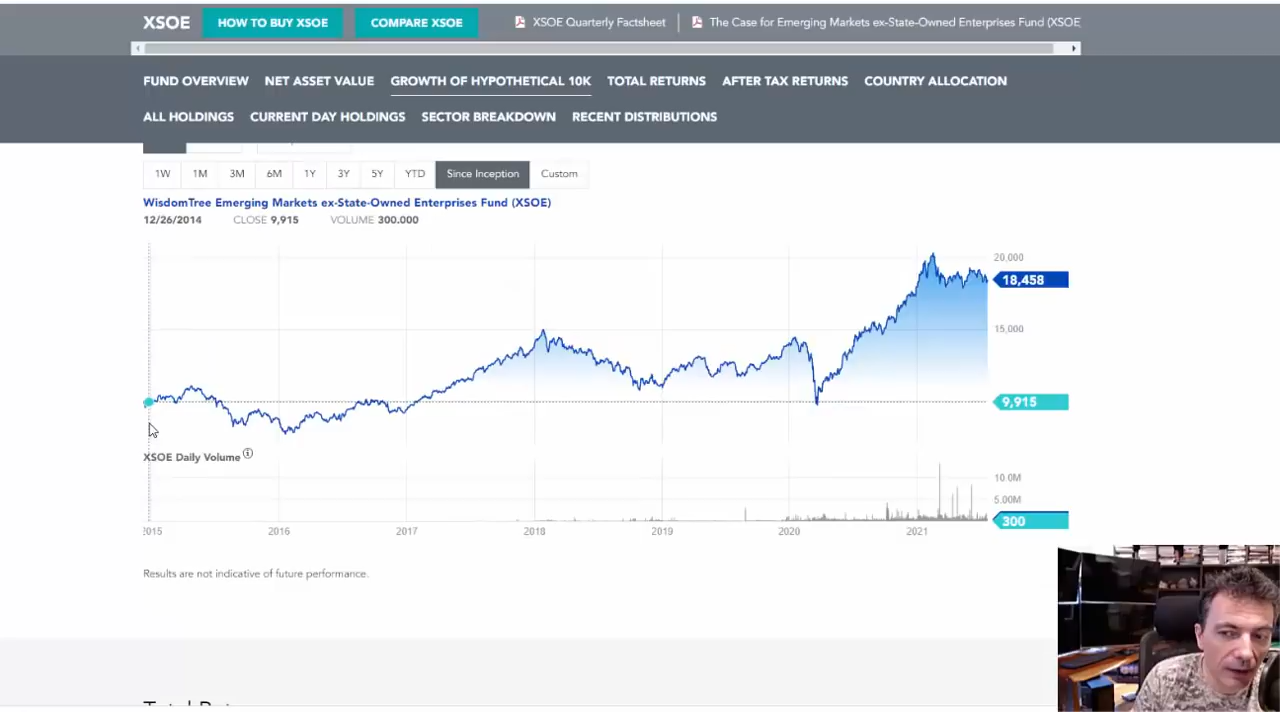 XSOE HOW TO BUY XSOE COMPARE XSOE XSOE Quarterly Factsheet The Case for Emerging Markets ex-State-Owned Enterprises Fund (XSOE
FUND OVERVIEW NET ASSET VALUE GROWTH OF HYPOTHETICAL 10K TOTAL RETURNS AFTER TAX RETURNS COUNTRY ALLOCATION
ALL HOLDINGS CURRENT DAY HOLDINGS SECTOR BREAKDOWN RECENT DISTRIBUTIONS
1W 1M 3M 6M 1Y 3Y 5Y YTD Since Inception Custom
WisdomTree Emerging Markets ex-State-Owned Enterprises Fund (XSOE)
12/26/2014 CLOSE 9,915 VOLUME 300.000
20,000
18,458
15,000
9,915
XSOE Daily Volume
10.0M
5.00M
300
2015 2016 2017 2018 2019 2020 2021
Results are not indicative of future performance.